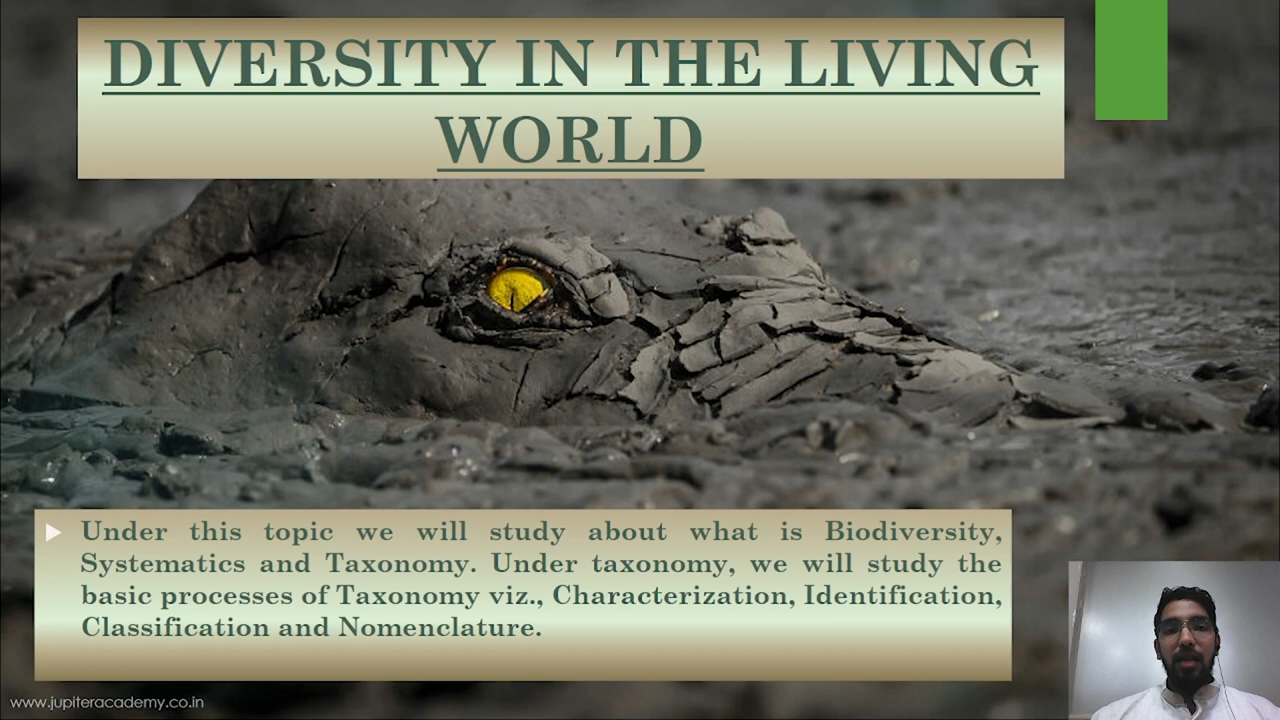 DIVERSITY IN THE LIVING
WORLD
Under this topic we will study about what is Biodiversity,
Systematics and Taxonomy. Under taxonomy, we will study the
basic processes of Taxonomy viz., Characterization, Identification,
Classification and Nomenclature.
www.jupiteracademy.co.in